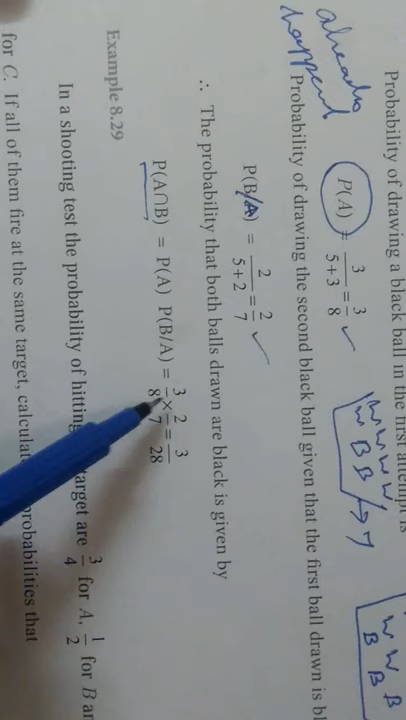 Probability of drawing a black ball in the first attempt is
P(A) = 3/(5+3) = 3/8 ✓
already happend
W W W W
W B B → 7
W W B
B B
Probability of drawing the second black ball given that the first ball drawn is bl
P(B/A) = 2/(5+2) = 2/7 ✓
∴ The probability that both balls drawn are black is given by
P(A∩B) = P(A) P(B/A) = 3/8 × 2/7 = 3/28
Example 8.29
In a shooting test the probability of hitting target are 3/4 for A, 1/2 for B an
for C. If all of them fire at the same target, calculat probabilities that